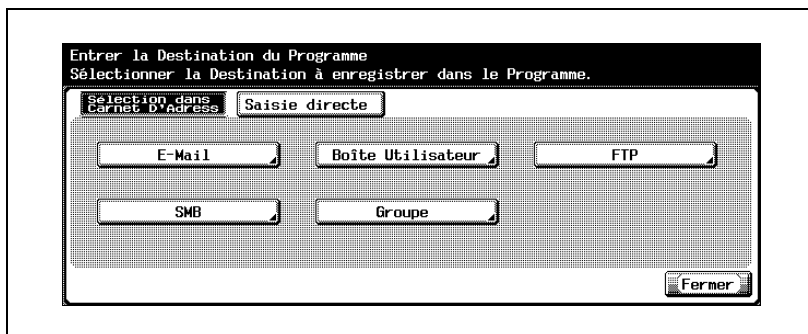 Entrer la Destination du Programme
Sélectionner la Destination à enregistrer dans le Programme.
Sélection dans
Carnet D'Adress
Saisie directe
E-Mail
Boîte Utilisateur
FTP
SMB
Groupe
Fermer